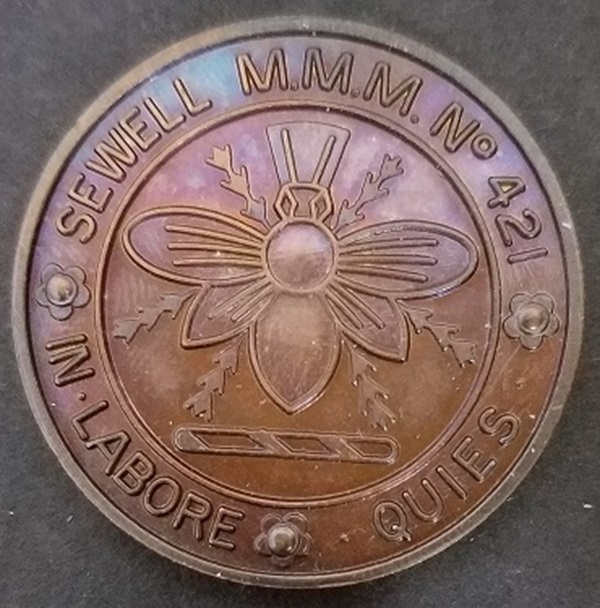 SEWELL M.M.M. No 421
IN · LABORE QUIES